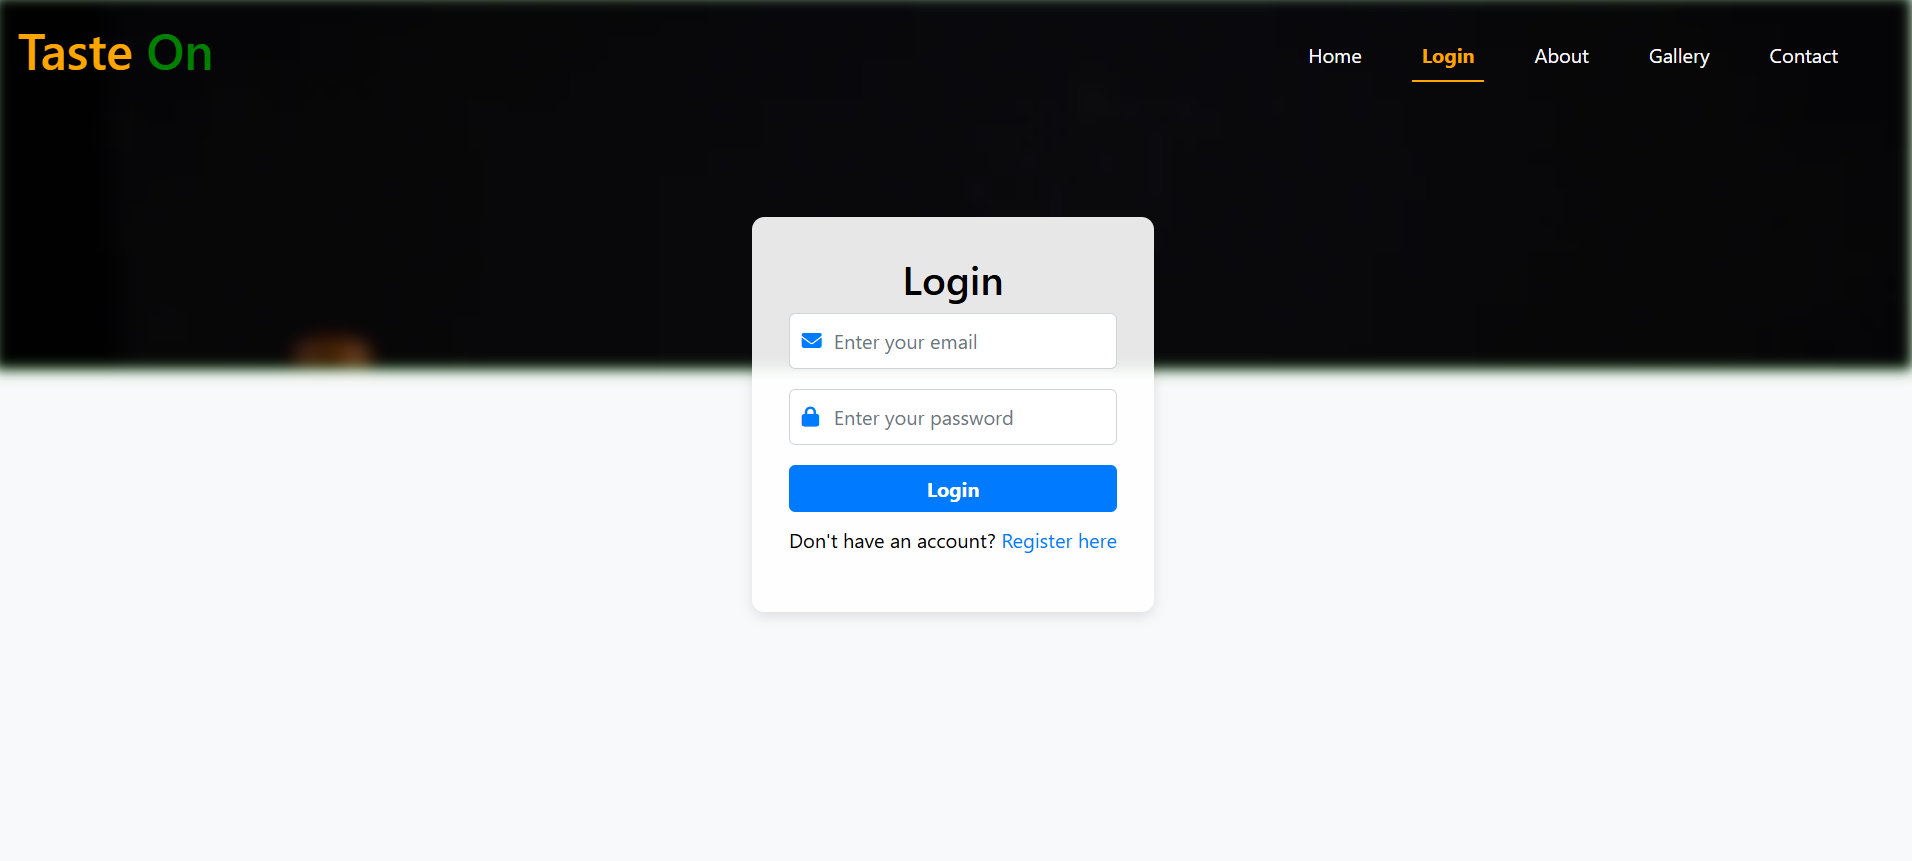 Taste On
Home Login About Gallery Contact
Login
Enter your email
Enter your password
Login
Don't have an account? Register here